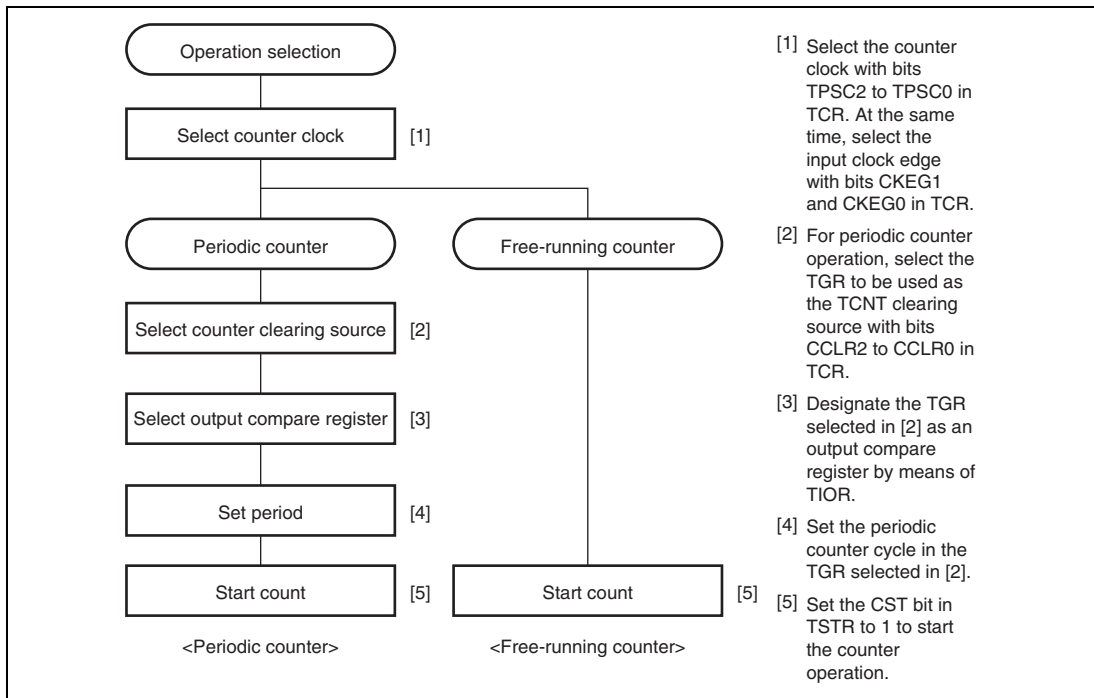 Operation selection
Select counter clock
[1]
Periodic counter
Free-running counter
Select counter clearing source
[2]
Select output compare register
[3]
Set period
[4]
Start count
[5]
Start count
[5]
<Periodic counter>
<Free-running counter>
[1] Select the counter
clock with bits
TPSC2 to TPSC0 in
TCR. At the same
time, select the
input clock edge
with bits CKEG1
and CKEG0 in TCR.
[2] For periodic counter
operation, select the
TGR to be used as
the TCNT clearing
source with bits
CCLR2 to CCLR0 in
TCR.
[3] Designate the TGR
selected in [2] as an
output compare
register by means of
TIOR.
[4] Set the periodic
counter cycle in the
TGR selected in [2].
[5] Set the CST bit in
TSTR to 1 to start
the counter
operation.